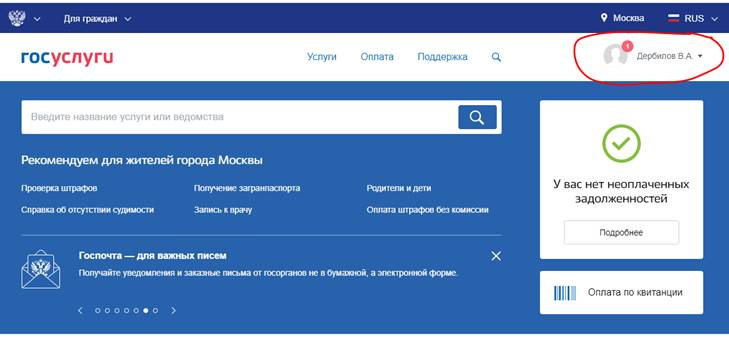 Для граждан
Москва
RUS
госуслуги
Услуги
Оплата
Поддержка
1
Дербилов В.А.
Введите название услуги или ведомства
Рекомендуем для жителей города Москвы
Проверка штрафов
Получение загранпаспорта
Родители и дети
Справка об отсутствии судимости
Запись к врачу
Оплата штрафов без комиссии
Госпочта — для важных писем
Получайте уведомления и заказные письма от госорганов не в бумажной, а электронной форме.
У вас нет неоплаченных
задолженностей
Подробнее
Оплата по квитанции